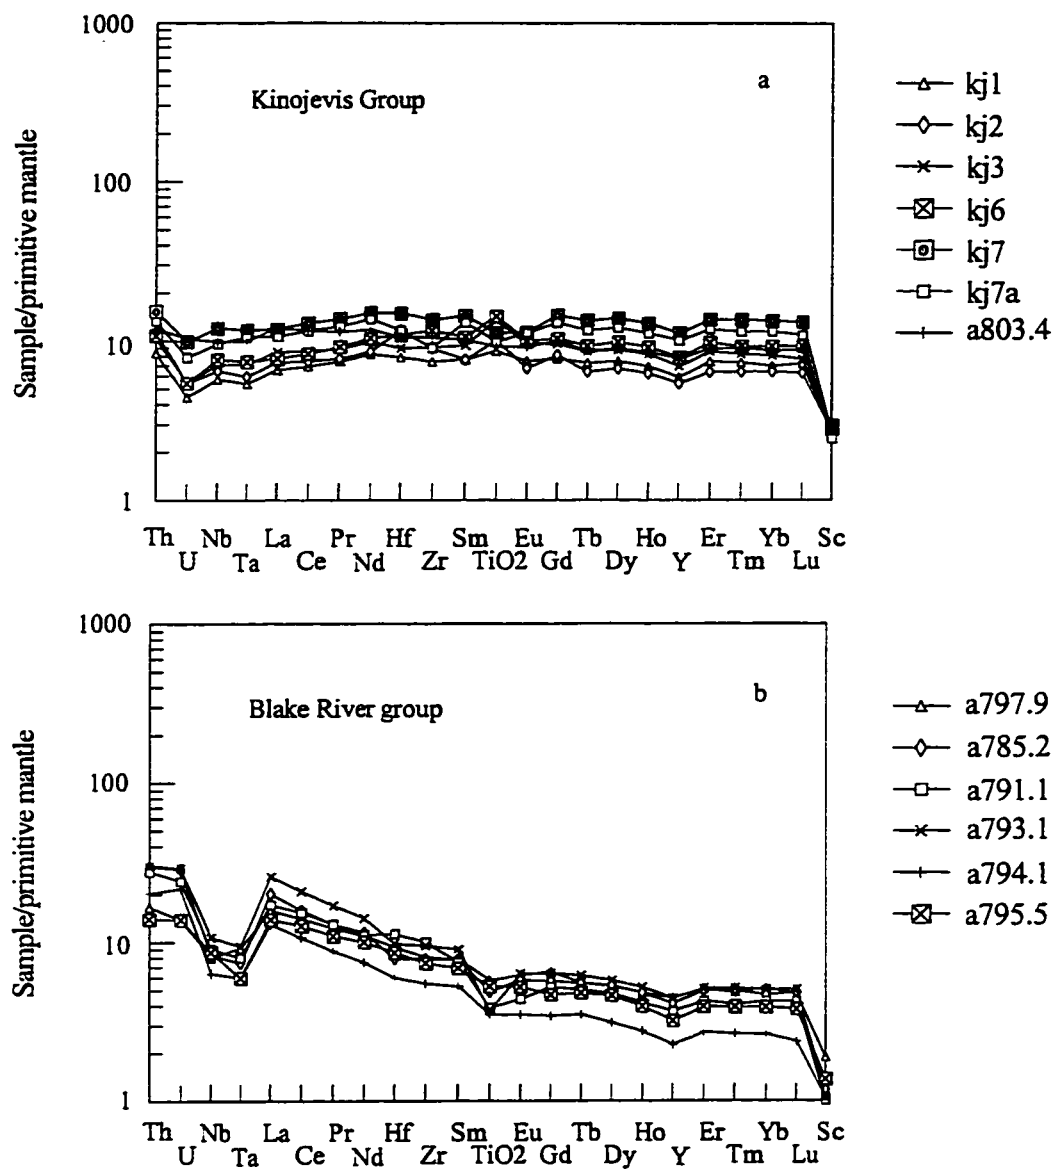 1000
a
Kinojevis Group
100
10
1
Sample/primitive mantle
kj1
kj2
kj3
kj6
kj7
kj7a
a803.4
Th Nb La Pr Hf Sm Eu Tb Ho Er Yb Sc
U Ta Ce Nd Zr TiO2 Gd Dy Y Tm Lu
1000
b
Blake River group
100
10
1
Sample/primitive mantle
a797.9
a785.2
a791.1
a793.1
a794.1
a795.5
Th Nb La Pr Hf Sm Eu Tb Ho Er Yb Sc
U Ta Ce Nd Zr TiO2 Gd Dy Y Tm Lu